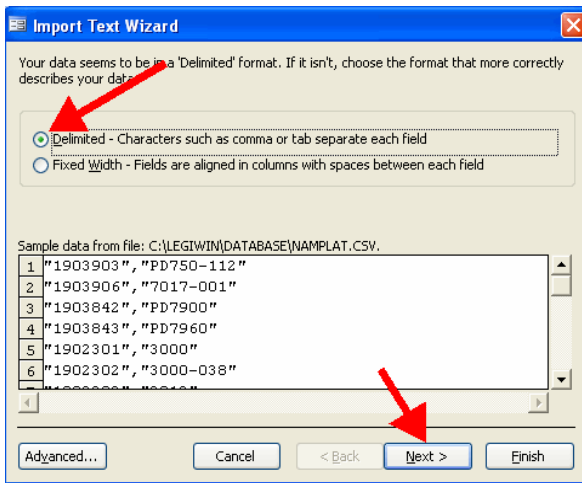 Import Text Wizard
Your data seems to be in a 'Delimited' format. If it isn't, choose the format that more correctly
describes your data.
Delimited - Characters such as comma or tab separate each field
Fixed Width - Fields are aligned in columns with spaces between each field
Sample data from file: C:\LEGIWIN\DATABASE\NAMPLAT.CSV.
1 "1903903","PD750-112"
2 "1903906","7017-001"
3 "1903842","PD7900"
4 "1903843","PD7960"
5 "1902301","3000"
6 "1902302","3000-038"
Advanced... Cancel < Back Next > Finish